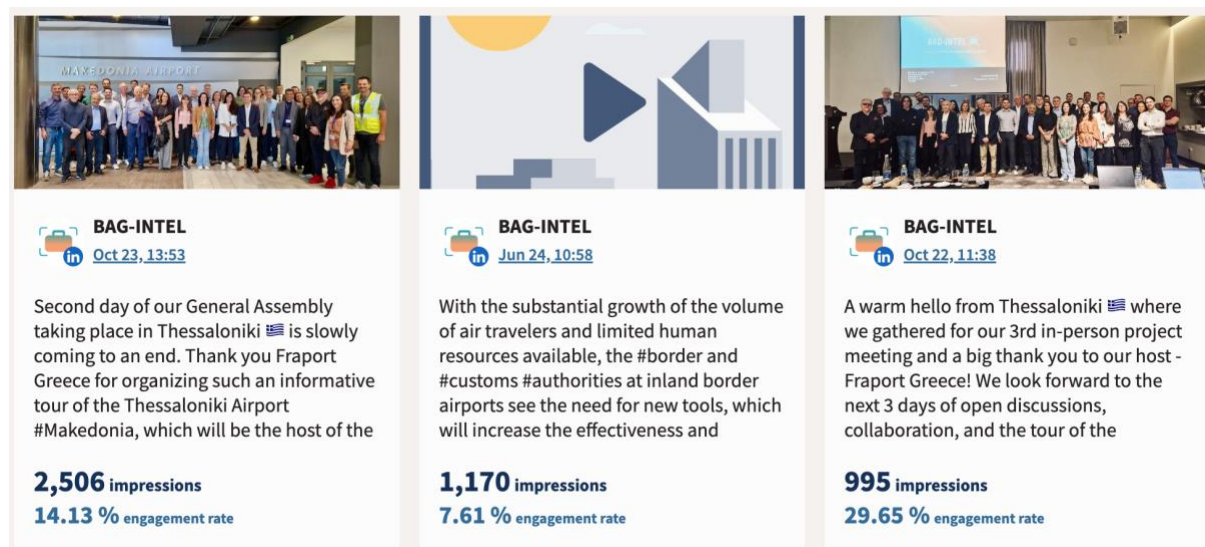 MAKEDONIA AIRPORT
BAG-INTEL
in
Oct 23, 13:53
Second day of our General Assembly
taking place in Thessaloniki 🇬🇷 is slowly
coming to an end. Thank you Fraport
Greece for organizing such an informative
tour of the Thessaloniki Airport
#Makedonia, which will be the host of the
2,506 impressions
14.13 % engagement rate
BAG-INTEL
in
Jun 24, 10:58
With the substantial growth of the volume
of air travelers and limited human
resources available, the #border and
#customs #authorities at inland border
airports see the need for new tools, which
will increase the effectiveness and
1,170 impressions
7.61 % engagement rate
BAG-INTEL
BAG-INTEL
in
Oct 22, 11:38
A warm hello from Thessaloniki 🇬🇷 where
we gathered for our 3rd in-person project
meeting and a big thank you to our host -
Fraport Greece! We look forward to the
next 3 days of open discussions,
collaboration, and the tour of the
995 impressions
29.65 % engagement rate